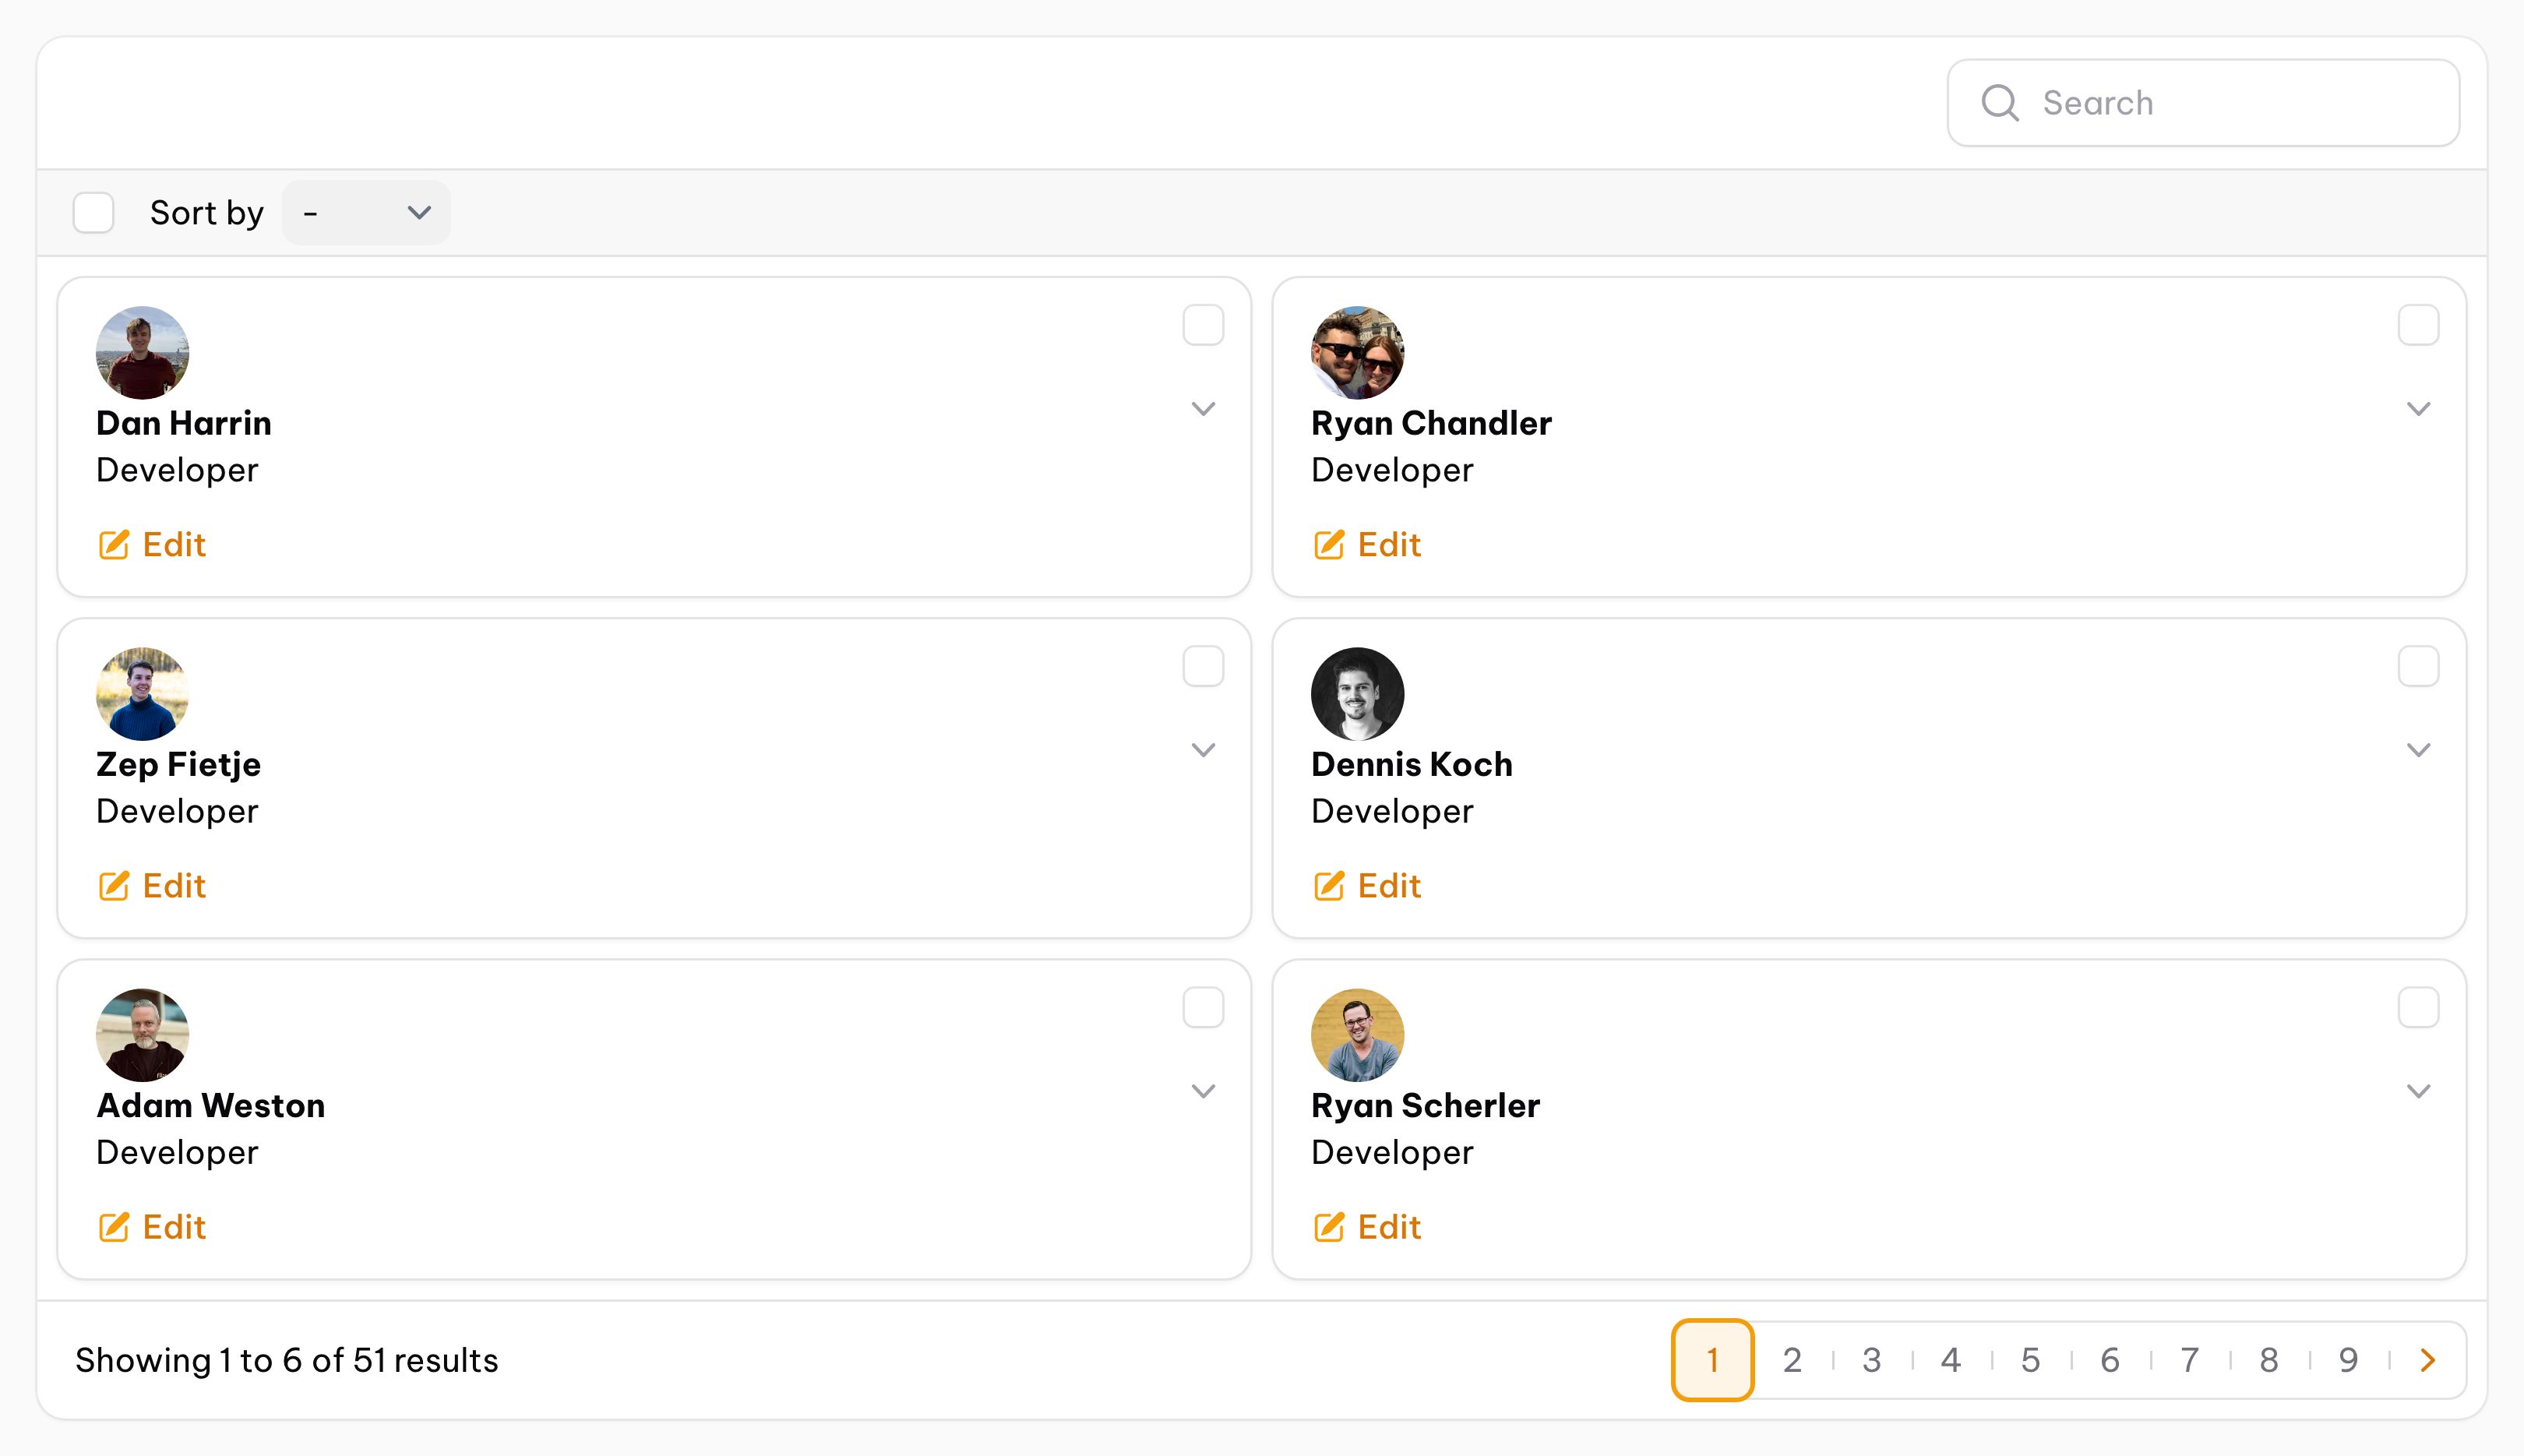 Search
Sort by -
Dan Harrin
Developer
Edit
Ryan Chandler
Developer
Edit
Zep Fietje
Developer
Edit
Dennis Koch
Developer
Edit
Adam Weston
Developer
Edit
Ryan Scherler
Developer
Edit
Showing 1 to 6 of 51 results
1 2 3 4 5 6 7 8 9